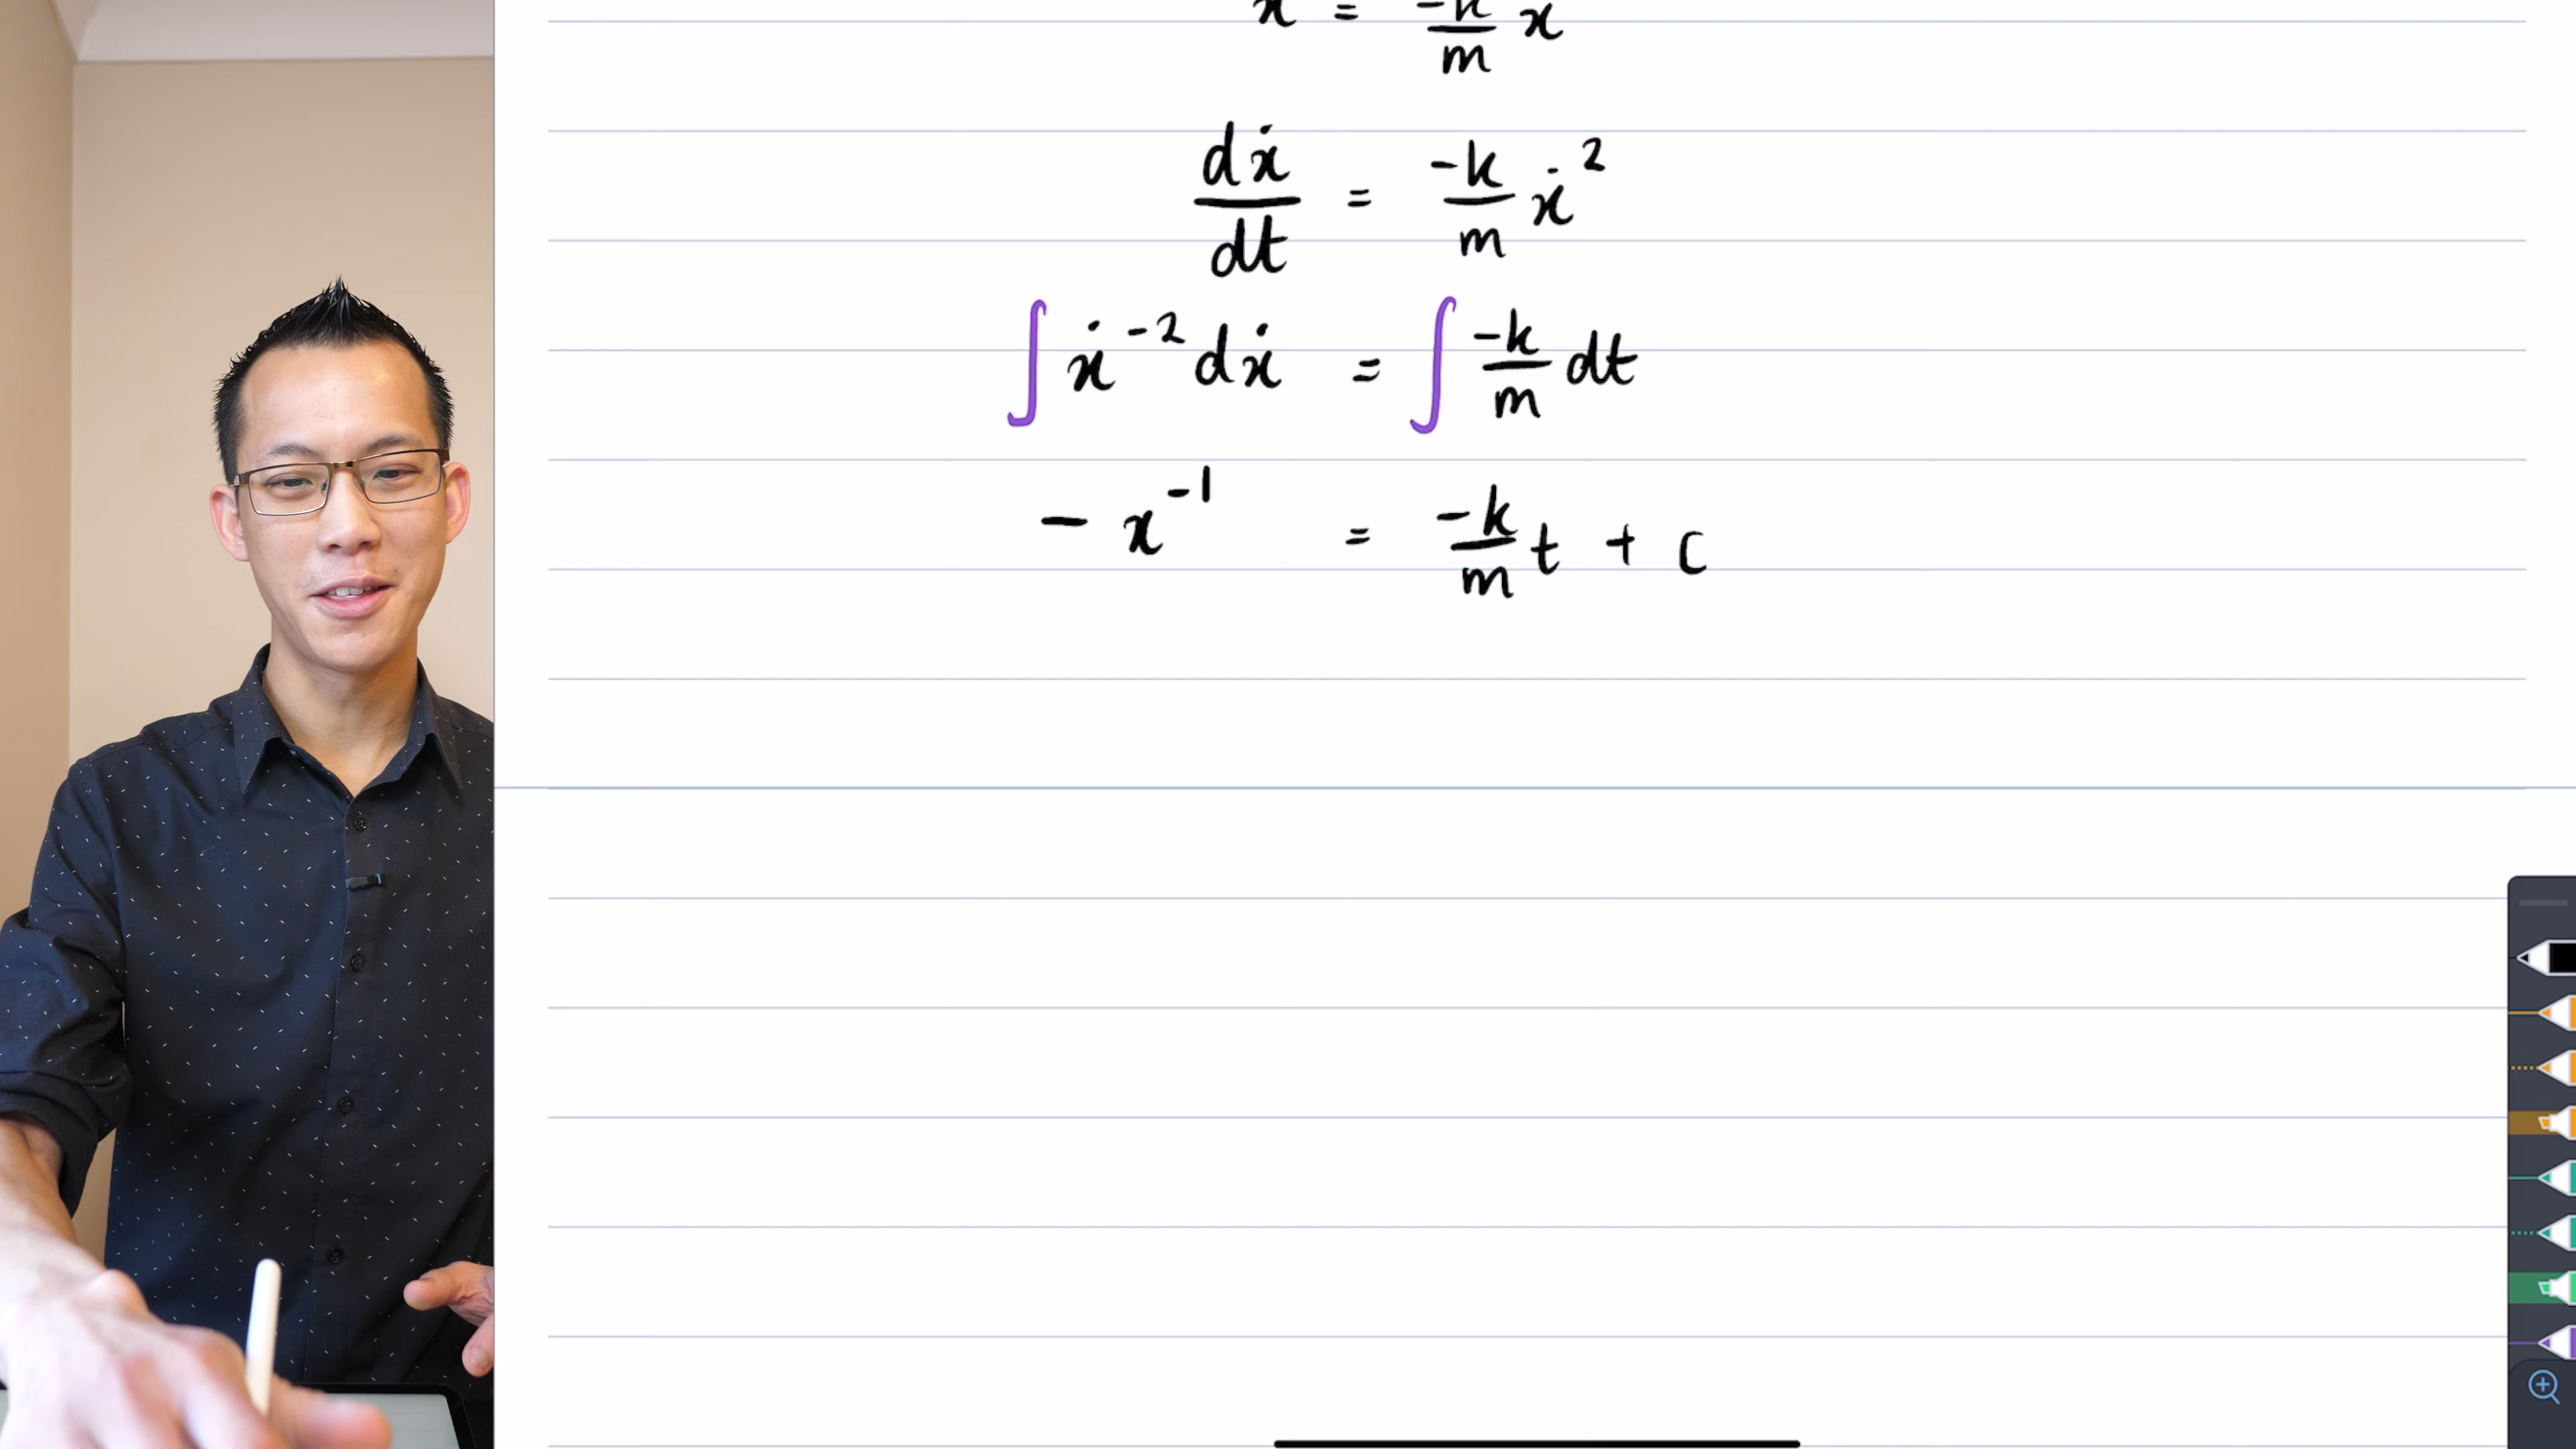 x = -k/m x
dẋ/dt = -k/m ẋ²
∫ ẋ⁻² dẋ = ∫ -k/m dt
- x⁻¹ = -k/m t + c